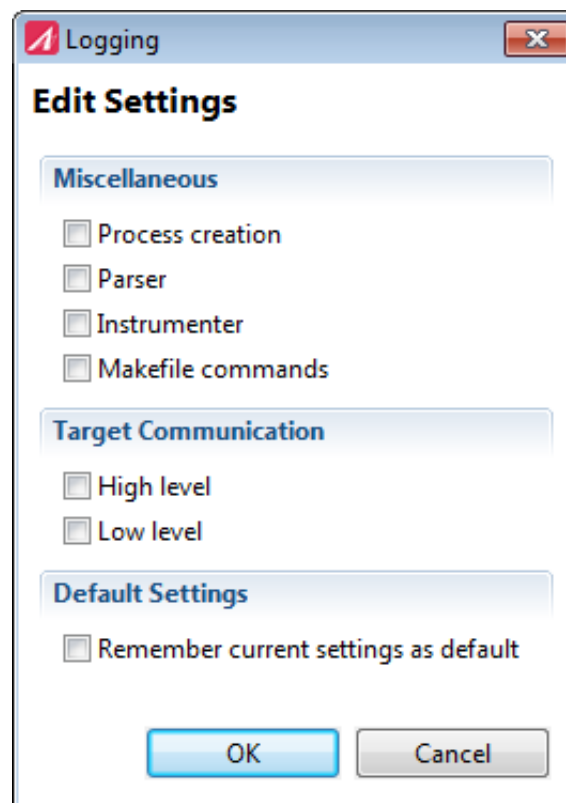 Logging
Edit Settings
Miscellaneous
Process creation
Parser
Instrumenter
Makefile commands
Target Communication
High level
Low level
Default Settings
Remember current settings as default
OK Cancel